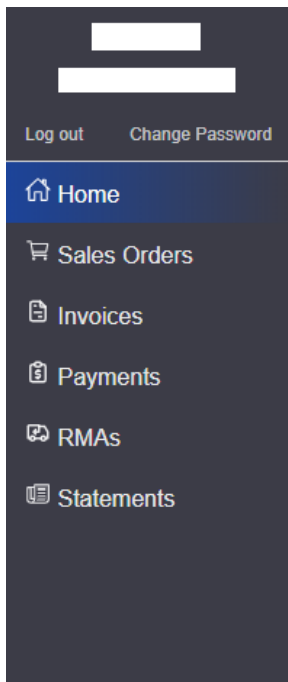 Log out Change Password
Home
Sales Orders
Invoices
Payments
RMAs
Statements